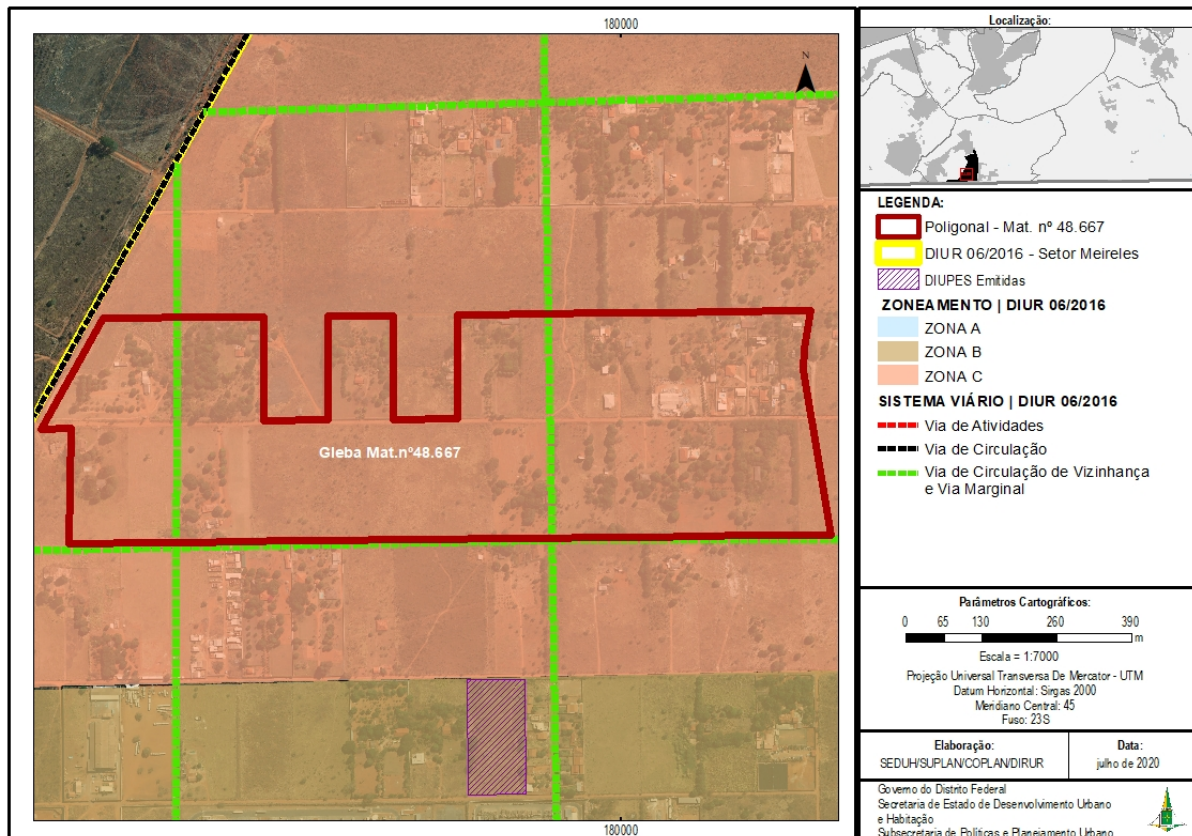 180000
N
Gleba Mat.nº48.667
180000
Localização:
LEGENDA:
Poligonal - Mat. nº 48.667
DIUR 06/2016 - Setor Meireles
DIUPES Emitidas
ZONEAMENTO | DIUR 06/2016
ZONA A
ZONA B
ZONA C
SISTEMA VIÁRIO | DIUR 06/2016
Via de Atividades
Via de Circulação
Via de Circulação de Vizinhança
e Via Marginal
Parâmetros Cartográficos:
0 65 130 260 390
m
Escala = 1:7000
Projeção Universal Transversa De Mercator - UTM
Datum Horizontal: Sirgas 2000
Meridiano Central: 45
Fuso: 23S
Elaboração:
SEDUH/SUPLAN/COPLAN/DIRUR
Data:
julho de 2020
Governo do Distrito Federal
Secretaria de Estado de Desenvolvimento Urbano
e Habitação
Subsecretaria de Políticas e Planejamento Urbano